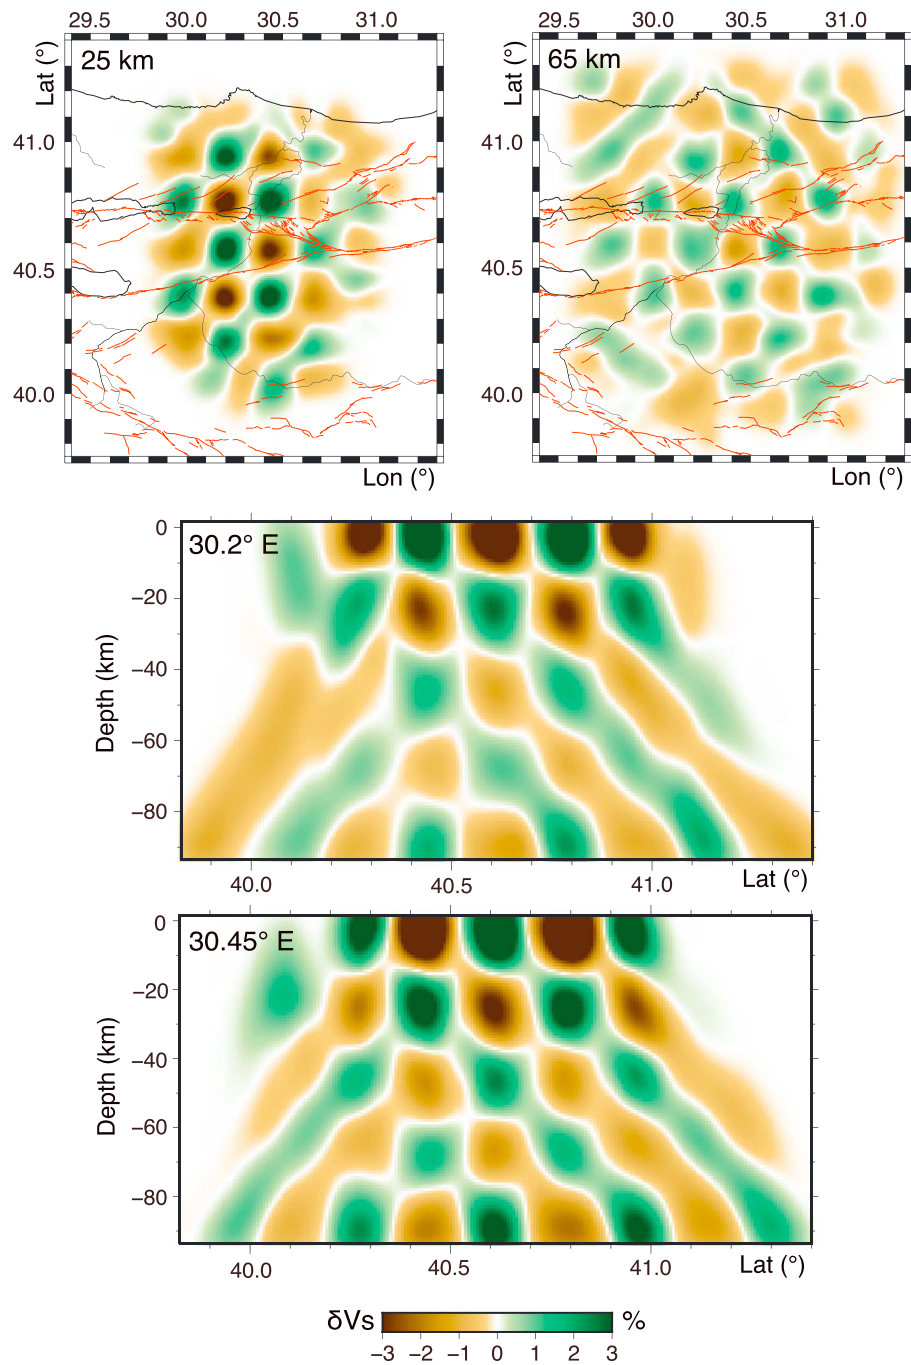 29.5 30.0 30.5 31.0
25 km
Lat (°)
41.0
40.5
40.0
Lon (°)
29.5 30.0 30.5 31.0
65 km
Lat (°)
41.0
40.5
40.0
Lon (°)
30.2° E
0
−20
−40
−60
−80
Depth (km)
40.0 40.5 41.0 Lat (°)
30.45° E
0
−20
−40
−60
−80
Depth (km)
40.0 40.5 41.0 Lat (°)
δVs %
−3 −2 −1 0 1 2 3